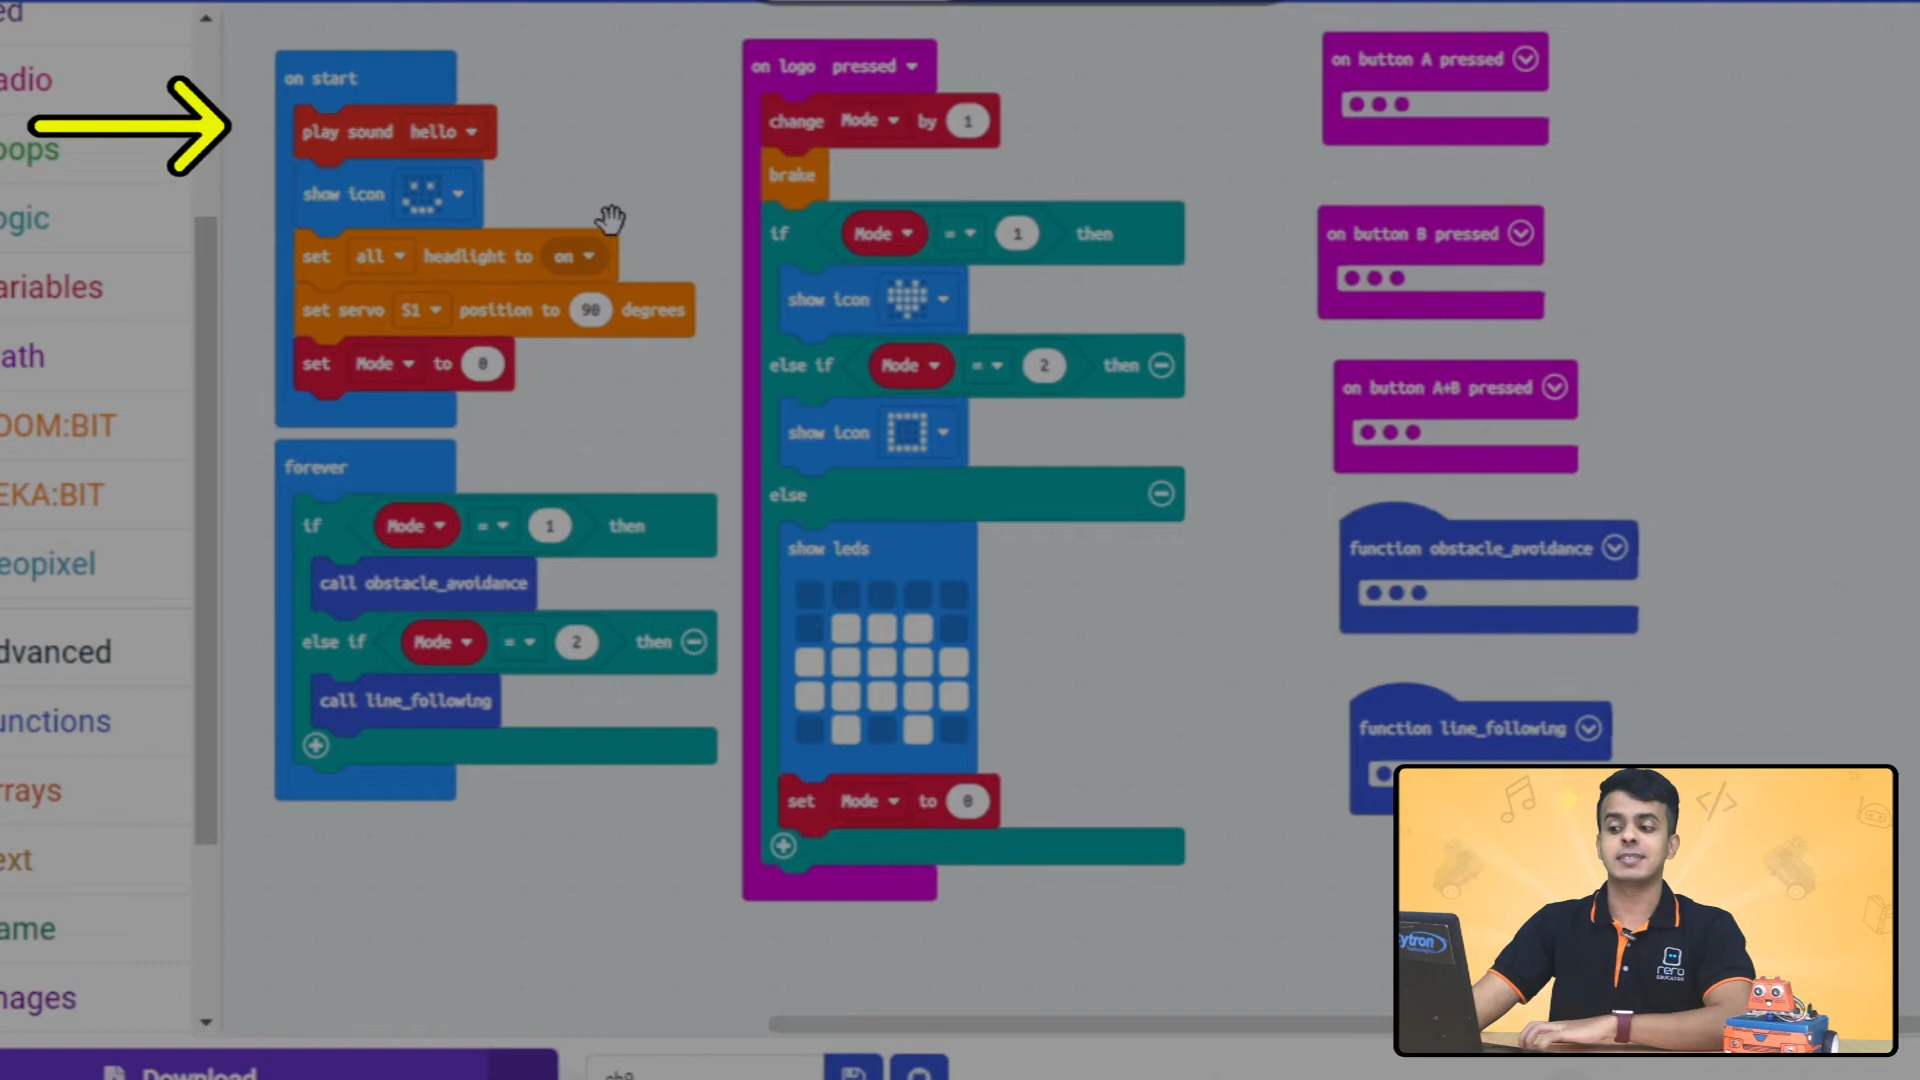 ed
adio
oops
ogic
ariables
ath
OOM:BIT
EKA:BIT
eopixel
dvanced
unctions
rrays
ext
ame
mages
Download
on start
play sound hello
show icon
set all headlight to on
set servo S1 position to 90 degrees
set Mode to 0
forever
if Mode = 1 then
call obstacle_avoidance
else if Mode = 2 then
call line_following
on logo pressed
change Mode by 1
brake
if Mode = 1 then
show icon
else if Mode = 2 then
show icon
else
show leds
set Mode to 0
on button A pressed
on button B pressed
on button A+B pressed
function obstacle_avoidance
function line_following
</>
cytron
rero
EDUCATOR